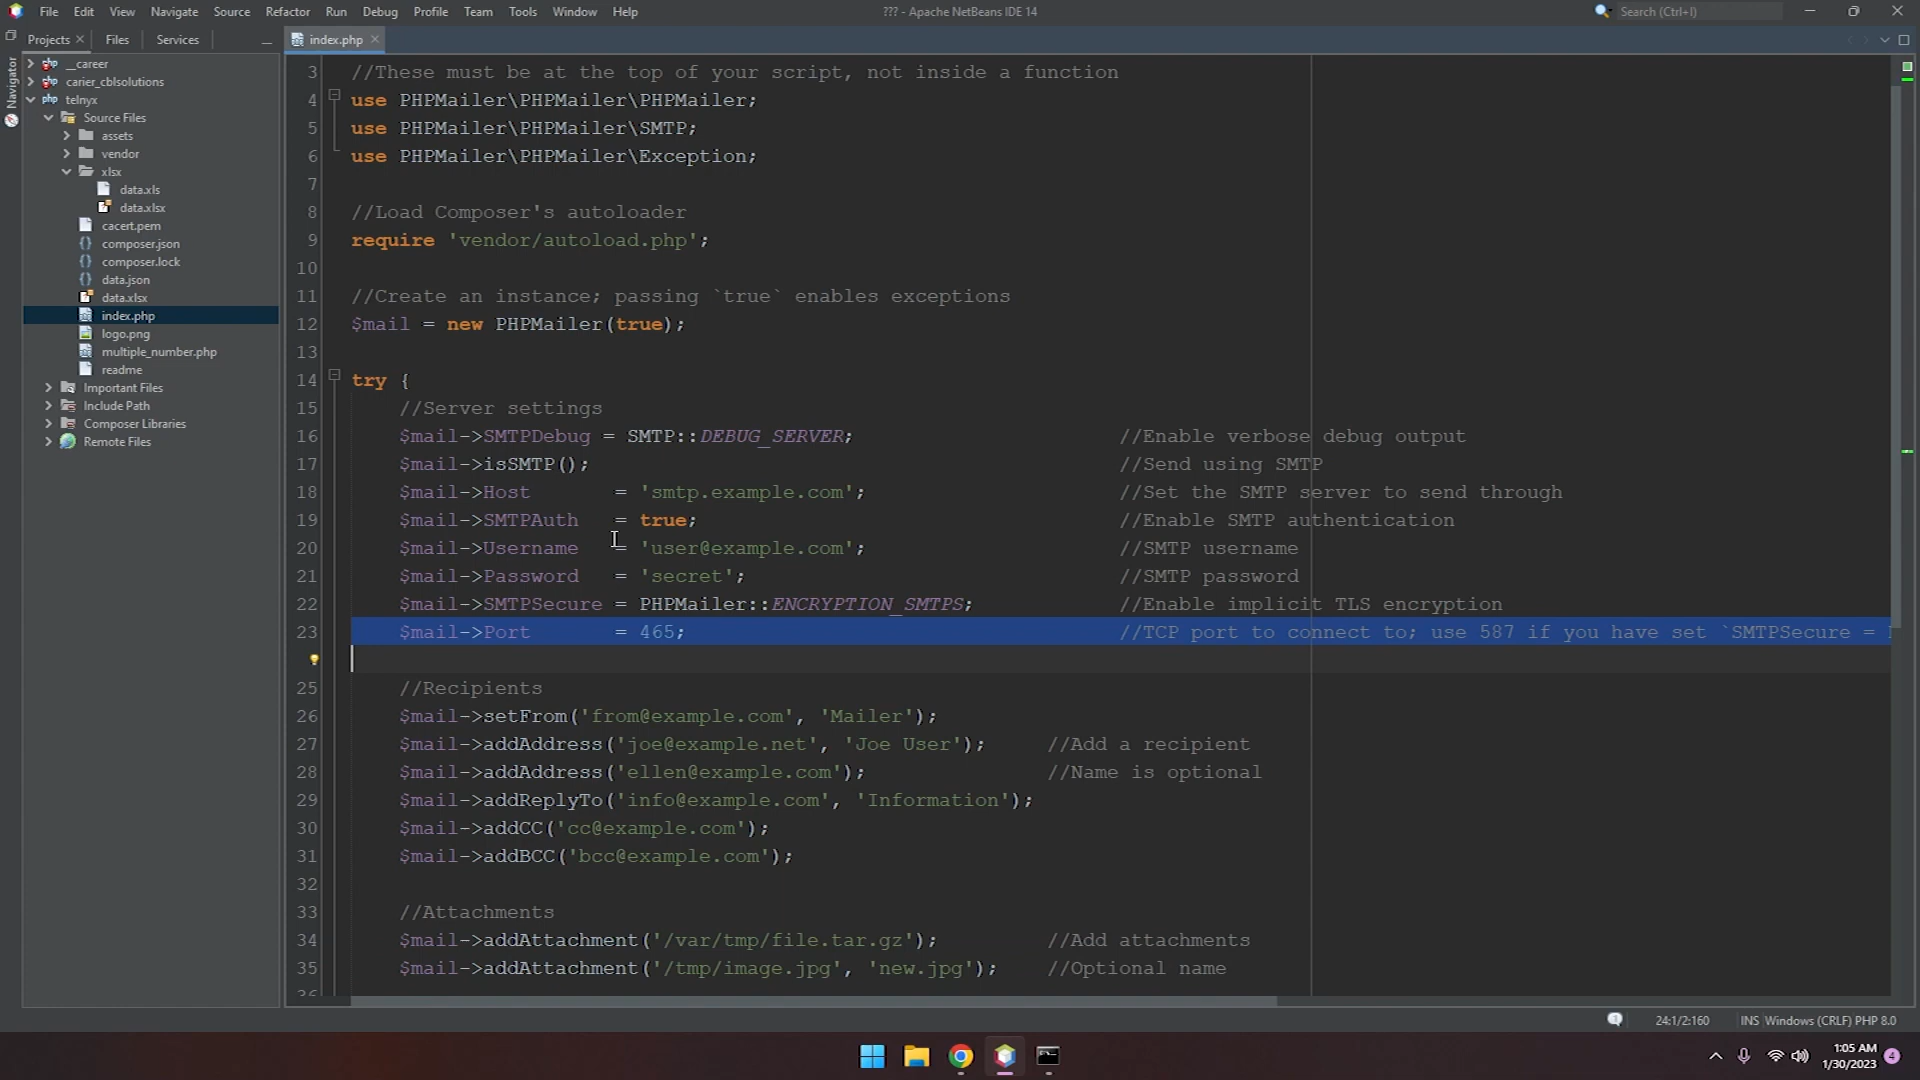 File Edit View Navigate Source Refactor Run Debug Profile Team Tools Window Help
??? - Apache NetBeans IDE 14
Search (Ctrl+I)
Projects Files Services
index.php
Navigator
__career
carier_cblsolutions
telnyx
Source Files
assets
vendor
xlsx
data.xls
data.xlsx
cacert.pem
composer.json
composer.lock
data.json
data.xlsx
index.php
logo.png
multiple_number.php
readme
Important Files
Include Path
Composer Libraries
Remote Files
3 //These must be at the top of your script, not inside a function
4 use PHPMailer\PHPMailer\PHPMailer;
5 use PHPMailer\PHPMailer\SMTP;
6 use PHPMailer\PHPMailer\Exception;
7
8 //Load Composer's autoloader
9 require 'vendor/autoload.php';
10
11 //Create an instance; passing `true` enables exceptions
12 $mail = new PHPMailer(true);
13
14 try {
15 //Server settings
16 $mail->SMTPDebug = SMTP::DEBUG_SERVER; //Enable verbose debug output
17 $mail->isSMTP(); //Send using SMTP
18 $mail->Host = 'smtp.example.com'; //Set the SMTP server to send through
19 $mail->SMTPAuth = true; //Enable SMTP authentication
20 $mail->Username = 'user@example.com'; //SMTP username
21 $mail->Password = 'secret'; //SMTP password
22 $mail->SMTPSecure = PHPMailer::ENCRYPTION_SMTPS; //Enable implicit TLS encryption
23 $mail->Port = 465; //TCP port to connect to; use 587 if you have set `SMTPSecure =
25 //Recipients
26 $mail->setFrom('from@example.com', 'Mailer');
27 $mail->addAddress('joe@example.net', 'Joe User'); //Add a recipient
28 $mail->addAddress('ellen@example.com'); //Name is optional
29 $mail->addReplyTo('info@example.com', 'Information');
30 $mail->addCC('cc@example.com');
31 $mail->addBCC('bcc@example.com');
32
33 //Attachments
34 $mail->addAttachment('/var/tmp/file.tar.gz'); //Add attachments
35 $mail->addAttachment('/tmp/image.jpg', 'new.jpg'); //Optional name
24:1/2:160 INS Windows (CRLF) PHP 8.0
1:05 AM
1/30/2023
4